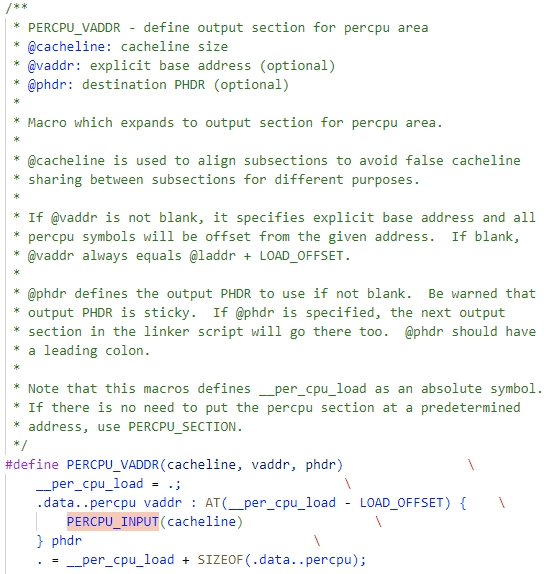 /**
 * PERCPU_VADDR - define output section for percpu area
 * @cacheline: cacheline size
 * @vaddr: explicit base address (optional)
 * @phdr: destination PHDR (optional)
 *
 * Macro which expands to output section for percpu area.
 *
 * @cacheline is used to align subsections to avoid false cacheline
 * sharing between subsections for different purposes.
 *
 * If @vaddr is not blank, it specifies explicit base address and all
 * percpu symbols will be offset from the given address.  If blank,
 * @vaddr always equals @laddr + LOAD_OFFSET.
 *
 * @phdr defines the output PHDR to use if not blank.  Be warned that
 * output PHDR is sticky.  If @phdr is specified, the next output
 * section in the linker script will go there too.  @phdr should have
 * a leading colon.
 *
 * Note that this macros defines __per_cpu_load as an absolute symbol.
 * If there is no need to put the percpu section at a predetermined
 * address, use PERCPU_SECTION.
 */
#define PERCPU_VADDR(cacheline, vaddr, phdr) \
    __per_cpu_load = .; \
    .data..percpu vaddr : AT(__per_cpu_load - LOAD_OFFSET) { \
        PERCPU_INPUT(cacheline) \
    } phdr \
    . = __per_cpu_load + SIZEOF(.data..percpu);